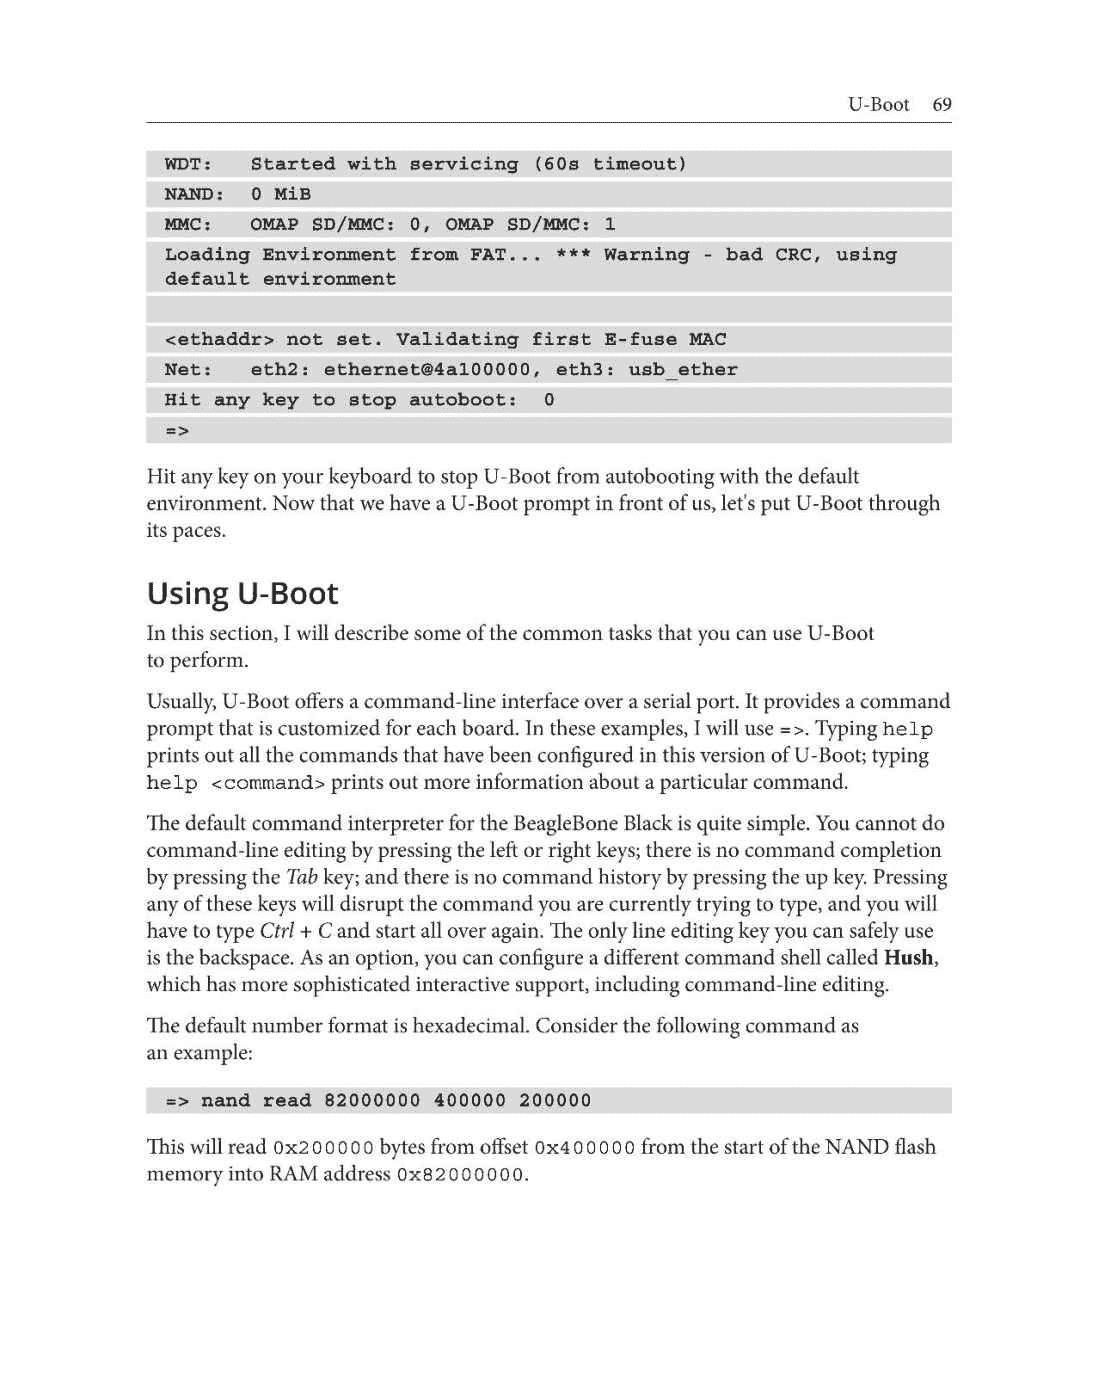 U-Boot 69
WDT: Started with servicing (60s timeout)
NAND: 0 MiB
MMC: OMAP SD/MMC: 0, OMAP SD/MMC: 1
Loading Environment from FAT... *** Warning - bad CRC, using
default environment
<ethaddr> not set. Validating first E-fuse MAC
Net: eth2: ethernet@4a100000, eth3: usb_ether
Hit any key to stop autoboot: 0
=>
Hit any key on your keyboard to stop U-Boot from autobooting with the default
environment. Now that we have a U-Boot prompt in front of us, let's put U-Boot through
its paces.
Using U-Boot
In this section, I will describe some of the common tasks that you can use U-Boot
to perform.
Usually, U-Boot offers a command-line interface over a serial port. It provides a command
prompt that is customized for each board. In these examples, I will use =>. Typing help
prints out all the commands that have been configured in this version of U-Boot; typing
help <command> prints out more information about a particular command.
The default command interpreter for the BeagleBone Black is quite simple. You cannot do
command-line editing by pressing the left or right keys; there is no command completion
by pressing the Tab key; and there is no command history by pressing the up key. Pressing
any of these keys will disrupt the command you are currently trying to type, and you will
have to type Ctrl + C and start all over again. The only line editing key you can safely use
is the backspace. As an option, you can configure a different command shell called Hush,
which has more sophisticated interactive support, including command-line editing.
The default number format is hexadecimal. Consider the following command as
an example:
=> nand read 82000000 400000 200000
This will read 0x200000 bytes from offset 0x400000 from the start of the NAND flash
memory into RAM address 0x82000000.